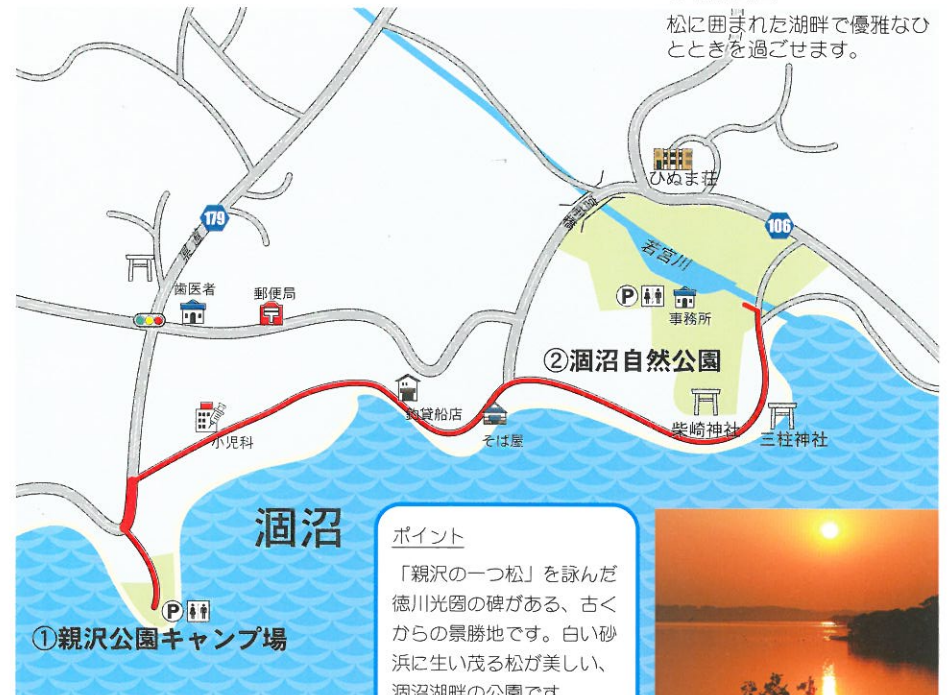 松に囲まれた湖畔で優雅なひ
とときを過ごせます。
ひぬま荘
179
県道
106
若宮川
歯医者
郵便局
P
事務所
②涸沼自然公園
釣貸船店
そば屋
柴崎神社
三柱神社
小児科
涸沼
P
①親沢公園キャンプ場
ポイント
「親沢の一つ松」を詠んだ
徳川光圀の碑がある、古く
からの景勝地です。白い砂
浜に生い茂る松が美しい、
涸沼湖畔の公園です